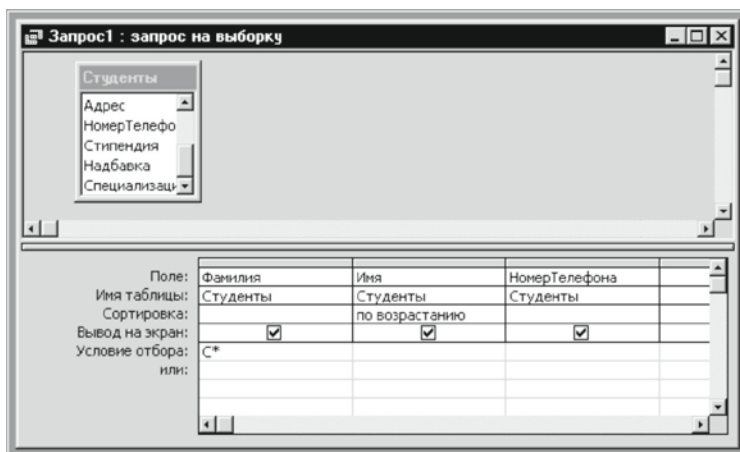 Запрос1 : запрос на выборку
Студенты
Адрес
НомерТелефо
Стипендия
Надбавка
Специализаци
Поле: Фамилия Имя НомерТелефона
Имя таблицы: Студенты Студенты Студенты
Сортировка: по возрастанию
Вывод на экран:
Условие отбора: С*
или: